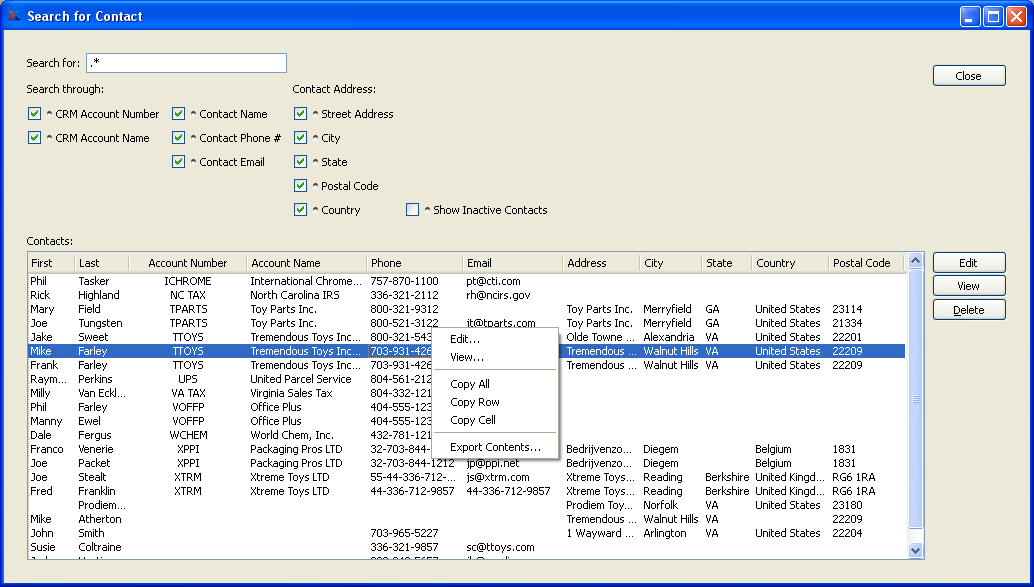 Search for Contact
Search for: .*
Close
Search through: Contact Address:
^ CRM Account Number ^ Contact Name ^ Street Address
^ CRM Account Name ^ Contact Phone # ^ City
^ Contact Email ^ State
^ Postal Code
^ Country ^ Show Inactive Contacts
Contacts:
First Last Account Number Account Name Phone Email Address City State Country Postal Code
Phil Tasker ICHROME International Chrome... 757-870-1100 pt@cti.com
Rick Highland NC TAX North Carolina IRS 336-321-2112 rh@ncirs.gov
Mary Field TPARTS Toy Parts Inc. 800-321-9312 Toy Parts Inc. Merryfield GA United States 23114
Joe Tungsten TPARTS Toy Parts Inc. 800-521-3122 jt@tparts.com Toy Parts Inc. Merryfield GA United States 21334
Jake Sweet TTOYS Tremendous Toys Inc... 800-321-543 Olde Towne ... Alexandria VA United States 22201
Mike Farley TTOYS Tremendous Toys Inc... 703-931-426 Tremendous ... Walnut Hills VA United States 22209
Frank Farley TTOYS Tremendous Toys Inc... 703-931-426 Tremendous ... Walnut Hills VA United States 22209
Raym... Perkins UPS United Parcel Service 804-561-212
Milly Van Eckl... VA TAX Virginia Sales Tax 804-332-121
Phil Farley VOFFP Office Plus 404-555-123
Manny Ewel VOFFP Office Plus 404-555-123
Dale Fergus WCHEM World Chem, Inc. 432-781-121
Franco Venerie XPPI Packaging Pros LTD 32-703-844- Bedrijvenzo... Diegem Belgium 1831
Joe Packet XPPI Packaging Pros LTD 32-703-844-1212 jp@ppi.net Bedrijvenzo... Diegem Belgium 1831
Joe Stealt XTRM Xtreme Toys LTD 55-44-336-712-... js@xtrm.com Xtreme Toys... Reading Berkshire United Kingd... RG6 1RA
Fred Franklin XTRM Xtreme Toys LTD 44-336-712-9857 44-336-712-9857 Xtreme Toys... Reading Berkshire United Kingd... RG6 1RA
Prodiem... Prodiem Toy... Norfolk VA United States 23180
Mike Atherton Tremendous ... Walnut Hills VA 22209
John Smith 703-965-5227 1 Wayward ... Arlington VA United States 22204
Susie Coltraine 336-321-9857 sc@ttoys.com
Edit
View
Delete
Edit...
View...
Copy All
Copy Row
Copy Cell
Export Contents...